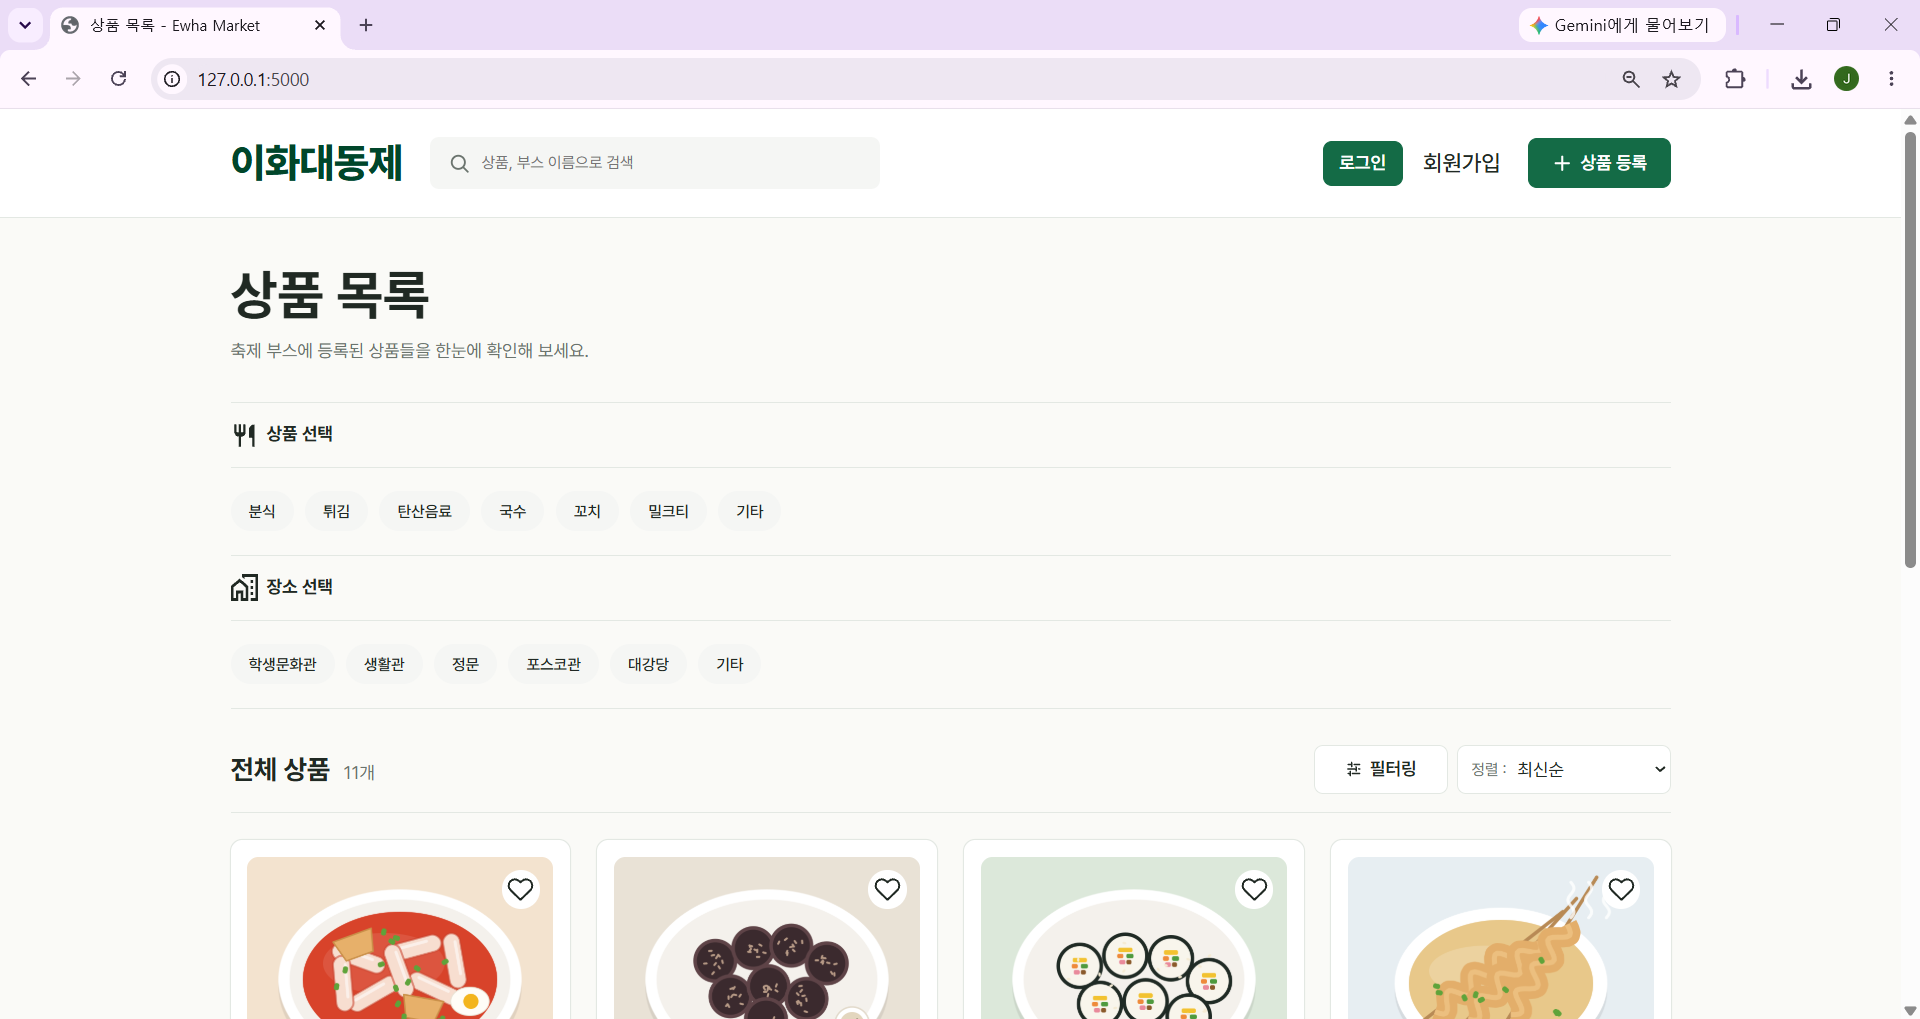 상품 목록 - Ewha Market
Gemini에게 물어보기
127.0.0.1:5000
J
이화대동제
상품, 부스 이름으로 검색
로그인
회원가입
+ 상품 등록
상품 목록
축제 부스에 등록된 상품들을 한눈에 확인해 보세요.
상품 선택
분식 튀김 탄산음료 국수 꼬치 밀크티 기타
장소 선택
학생문화관 생활관 정문 포스코관 대강당 기타
전체 상품 11개
필터링
정렬 : 최신순